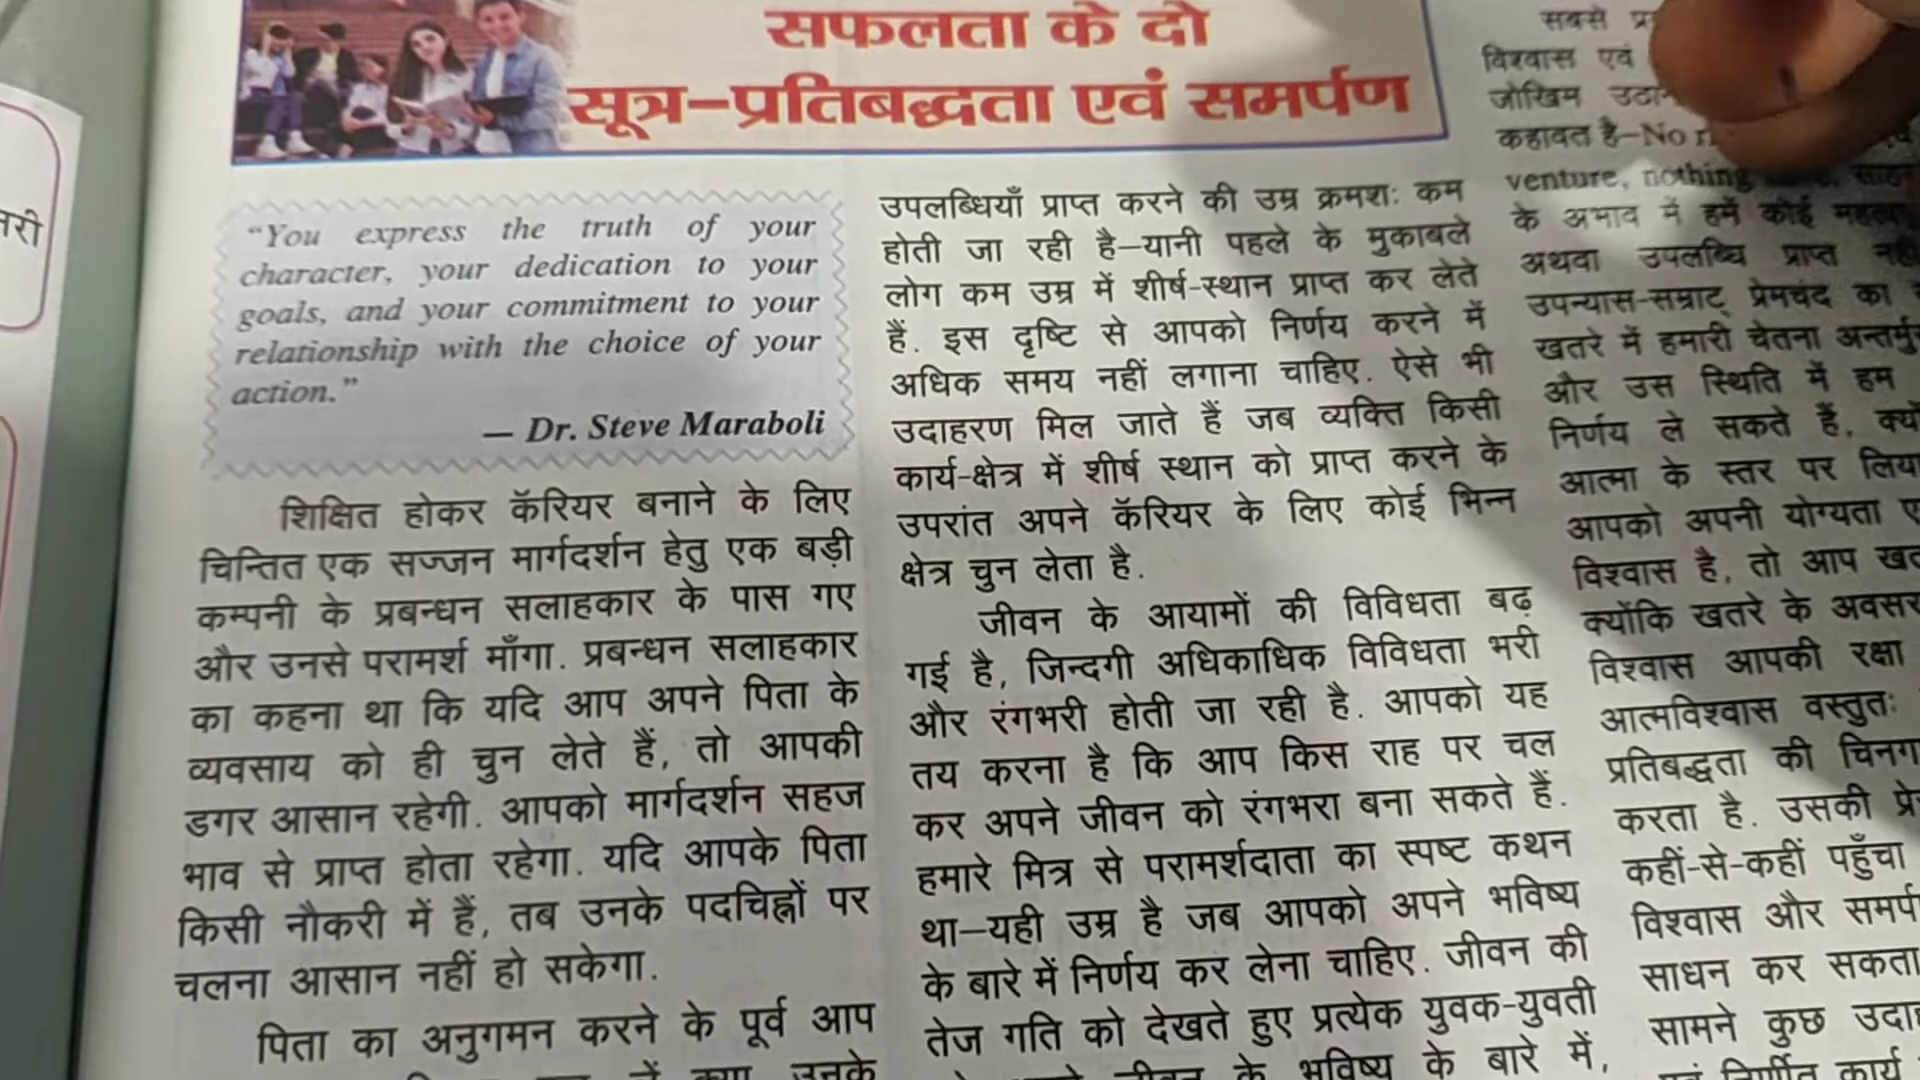 तरी
सफलता के दो
सूत्र–प्रतिबद्धता एवं समर्पण
“You express the truth of your
character, your dedication to your
goals, and your commitment to your
relationship with the choice of your
action.”
— Dr. Steve Maraboli
शिक्षित होकर कॅरियर बनाने के लिए
चिन्तित एक सज्जन मार्गदर्शन हेतु एक बड़ी
कम्पनी के प्रबन्धन सलाहकार के पास गए
और उनसे परामर्श माँगा. प्रबन्धन सलाहकार
का कहना था कि यदि आप अपने पिता के
व्यवसाय को ही चुन लेते हैं, तो आपकी
डगर आसान रहेगी. आपको मार्गदर्शन सहज
भाव से प्राप्त होता रहेगा. यदि आपके पिता
किसी नौकरी में हैं, तब उनके पदचिह्नों पर
चलना आसान नहीं हो सकेगा.
पिता का अनुगमन करने के पूर्व आप
उनके
उपलब्धियाँ प्राप्त करने की उम्र क्रमशः कम
होती जा रही है–यानी पहले के मुकाबले
लोग कम उम्र में शीर्ष-स्थान प्राप्त कर लेते
हैं. इस दृष्टि से आपको निर्णय करने में
अधिक समय नहीं लगाना चाहिए. ऐसे भी
उदाहरण मिल जाते हैं जब व्यक्ति किसी
कार्य-क्षेत्र में शीर्ष स्थान को प्राप्त करने के
उपरांत अपने कॅरियर के लिए कोई भिन्न
क्षेत्र चुन लेता है.
जीवन के आयामों की विविधता बढ़
गई है, जिन्दगी अधिकाधिक विविधता भरी
और रंगभरी होती जा रही है. आपको यह
तय करना है कि आप किस राह पर चल
कर अपने जीवन को रंगभरा बना सकते हैं.
हमारे मित्र से परामर्शदाता का स्पष्ट कथन
था–यही उम्र है जब आपको अपने भविष्य
के बारे में निर्णय कर लेना चाहिए. जीवन की
तेज गति को देखते हुए प्रत्येक युवक-युवती
जीवन के भविष्य के बारे में,
सबसे
विश्वास एवं
जोखिम
कहावत है–No
venture, nothing
के अभाव में हमें कोई
अथवा उपलब्धि प्राप्त
उपन्यास-सम्राट् प्रेमचंद का
खतरे में हमारी चेतना
और उस स्थिति में हम
निर्णय ले सकते हैं,
आत्मा के स्तर पर
आपको अपनी योग्यता
विश्वास है, तो आप
क्योंकि खतरे के अवसर
विश्वास आपकी रक्षा
आत्मविश्वास वस्तुतः
प्रतिबद्धता की
करता है. उसकी
कहीं-से-कहीं पहुँचा
विश्वास और
साधन कर सकता
सामने कुछ
एवं निर्णीत कार्य